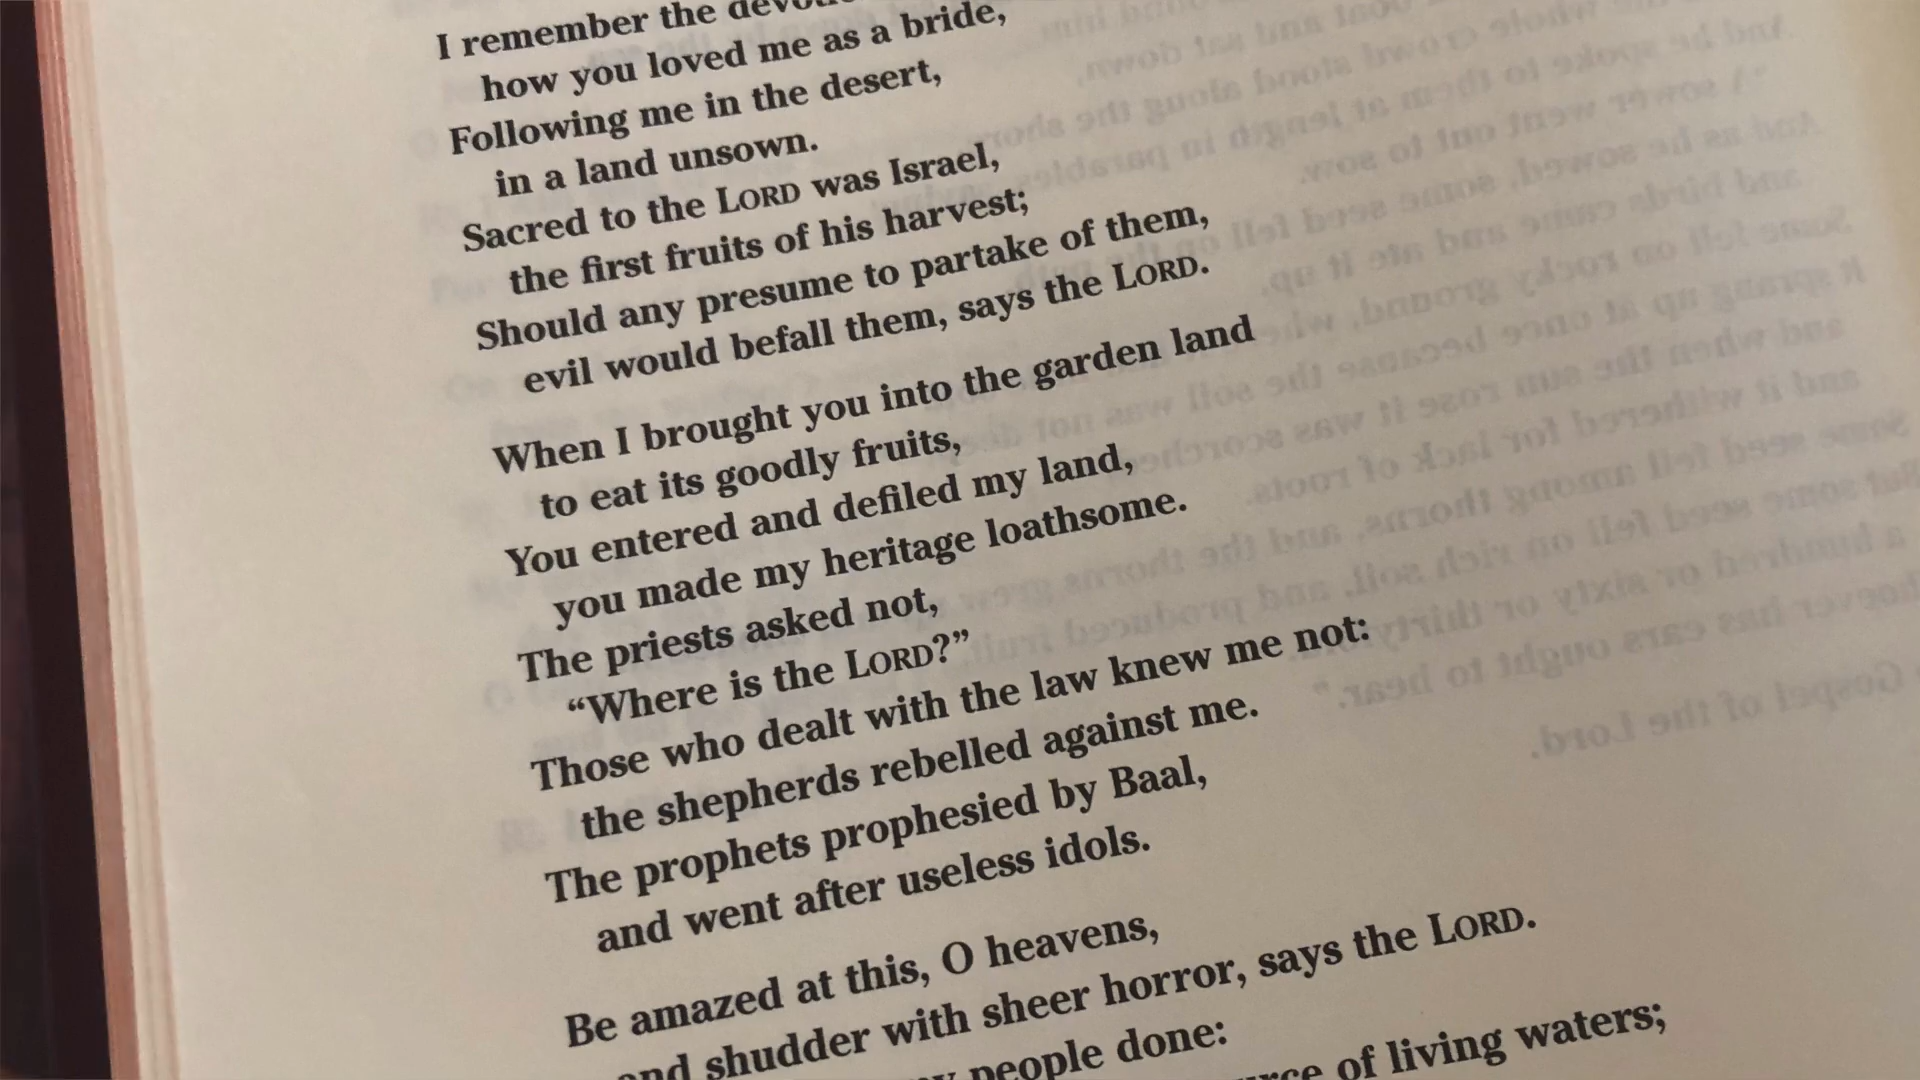 I remember the
how you loved me as a bride,
Following me in the desert,
in a land unsown.
Sacred to the LORD was Israel,
the first fruits of his harvest;
Should any presume to partake of them,
evil would befall them, says the LORD.
When I brought you into the garden land
to eat its goodly fruits,
You entered and defiled my land,
you made my heritage loathsome.
The priests asked not,
“Where is the LORD?”
Those who dealt with the law knew me not:
the shepherds rebelled against me.
The prophets prophesied by Baal,
and went after useless idols.
Be amazed at this, O heavens,
and shudder with sheer horror, says the LORD.
people done:
of living waters;